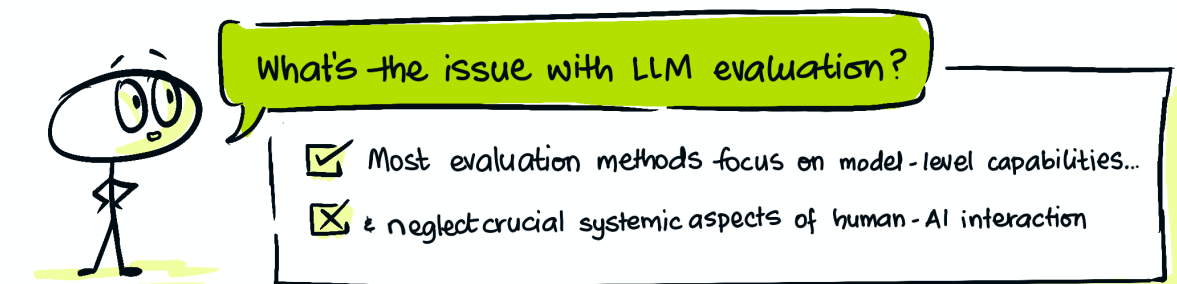 What's the issue with LLM evaluation?
Most evaluation methods focus on model-level capabilities...
& neglect crucial systemic aspects of human-AI interaction